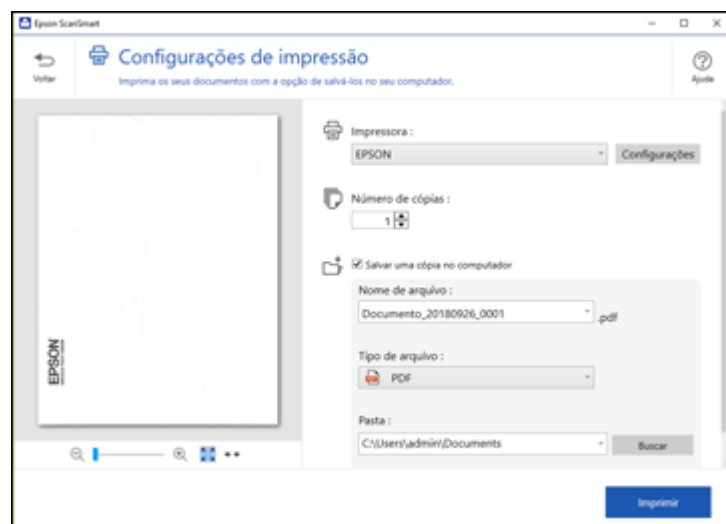 Epson ScanSmart
Voltar
Configurações de impressão
Imprima os seus documentos com a opção de salvá-los no seu computador.
Ajuda
EPSON
Impressora :
EPSON
Configurações
Número de cópias :
1
Salvar uma cópia no computador
Nome de arquivo :
Documento_20180926_0001
.pdf
Tipo de arquivo :
PDF
Pasta :
C:\Users\admin\Documents
Buscar
Imprimir